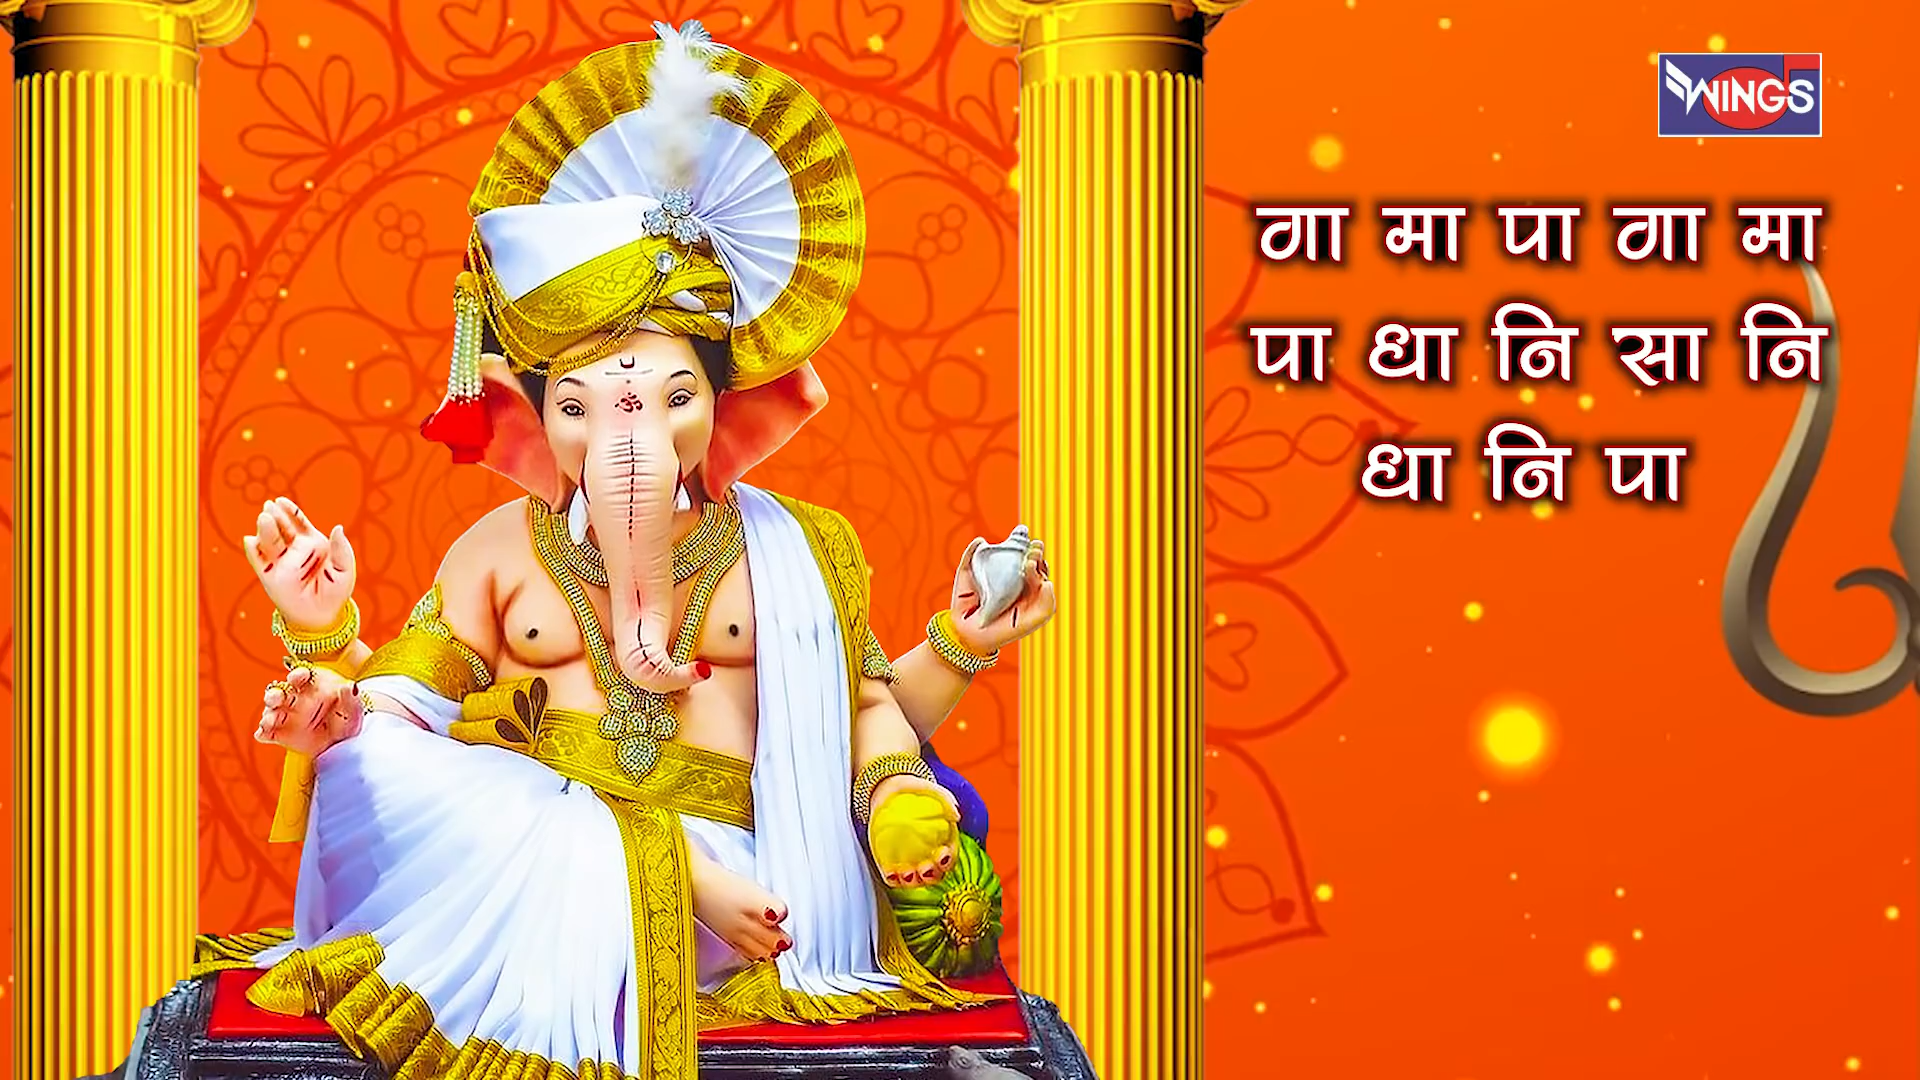 WINGS
गा मा पा गा मा
पा धा नि सा नि
धा नि पा
ॐ